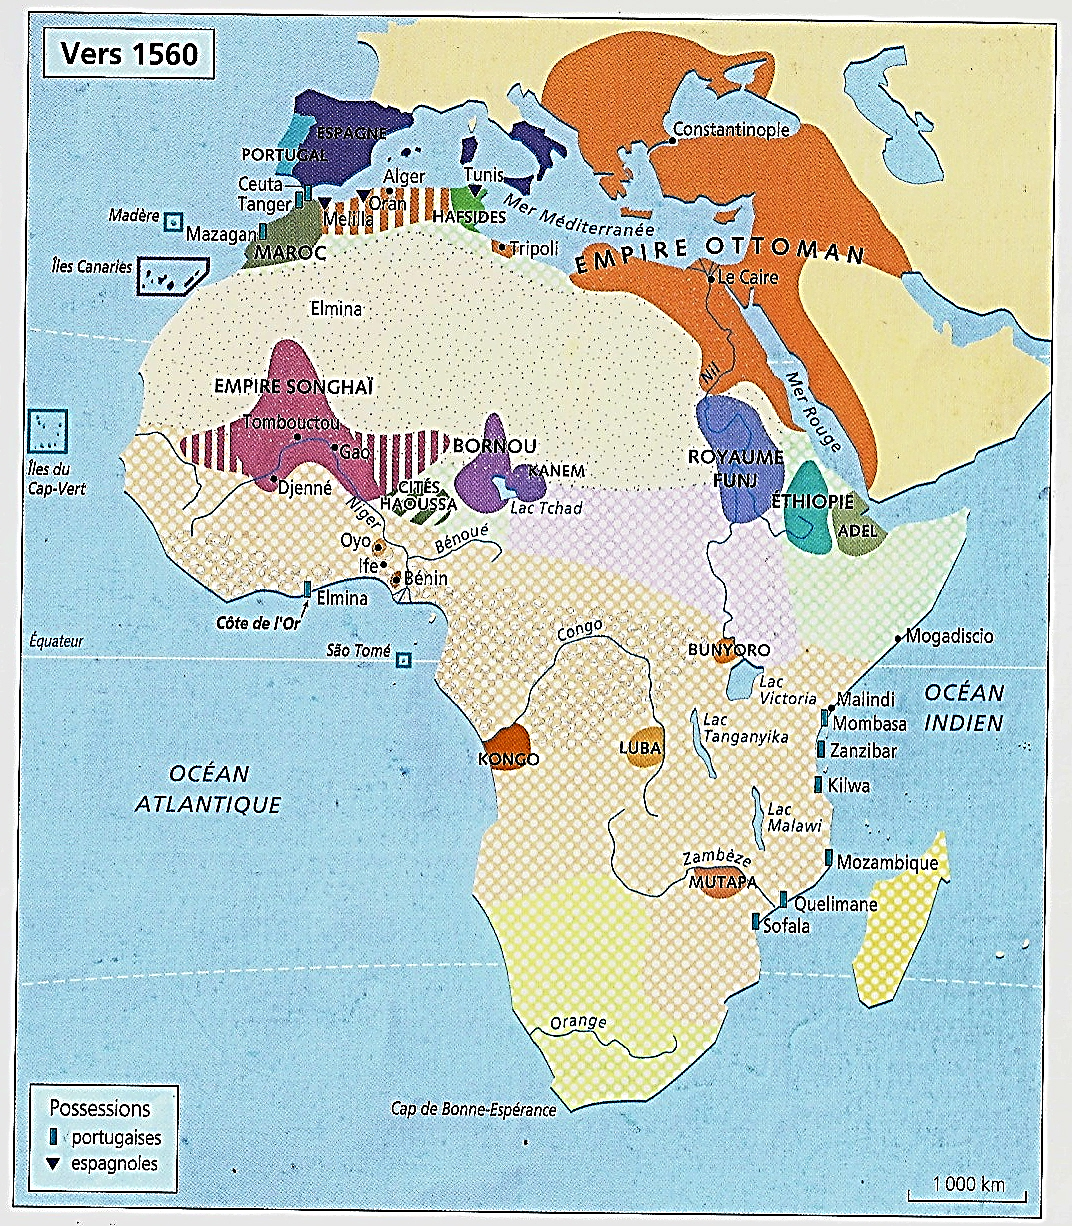 Vers 1560
ESPAGNE
PORTUGAL
Constantinople
Ceuta
Tanger
Alger
Tunis
Oran
Melilla
HAFSIDES
Mer Méditerranée
Madère
Mazagan
MAROC
Tripoli
EMPIRE OTTOMAN
Îles Canaries
Le Caire
Elmina
Nil
Mer Rouge
EMPIRE SONGHAÏ
Tombouctou
Gao
BORNOU
KANEM
ROYAUME
FUNJ
Îles du
Cap-Vert
Djenné
CITÉS
HAOUSSA
Lac Tchad
ÉTHIOPIE
ADEL
Niger
Bénoué
Oyo
Ife
Bénin
Elmina
Côte de l'Or
Équateur
São Tomé
Congo
BUNYORO
Mogadiscio
Lac
Victoria
Malindi
Mombasa
OCÉAN
INDIEN
Lac
Tanganyika
KONGO
LUBA
Zanzibar
OCÉAN
ATLANTIQUE
Kilwa
Lac
Malawi
Zambèze
MUTAPA
Mozambique
Quelimane
Sofala
Orange
Cap de Bonne-Espérance
Possessions
portugaises
espagnoles
1 000 km